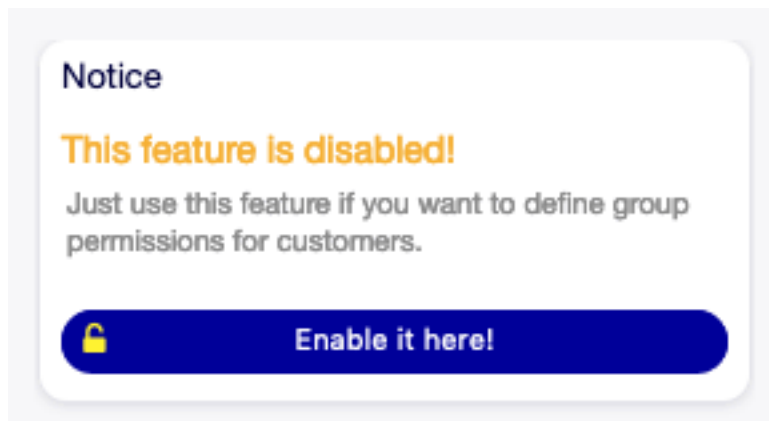 Notice
This feature is disabled!
Just use this feature if you want to define group
permissions for customers.
Enable it here!